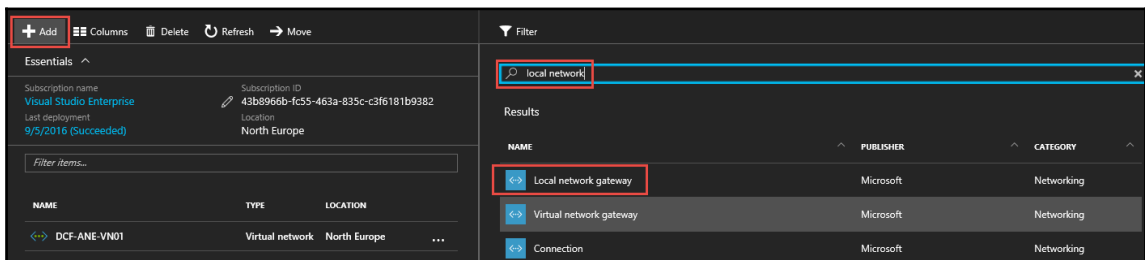 Add Columns Delete Refresh Move
Essentials
Subscription name Subscription ID
Visual Studio Enterprise 43b8966b-fc55-463a-835c-c3f6181b9382
Last deployment Location
9/5/2016 (Succeeded) North Europe
Filter items...
NAME TYPE LOCATION
DCF-ANE-VN01 Virtual network North Europe ...
Filter
local network
Results
NAME PUBLISHER CATEGORY
Local network gateway Microsoft Networking
Virtual network gateway Microsoft Networking
Connection Microsoft Networking